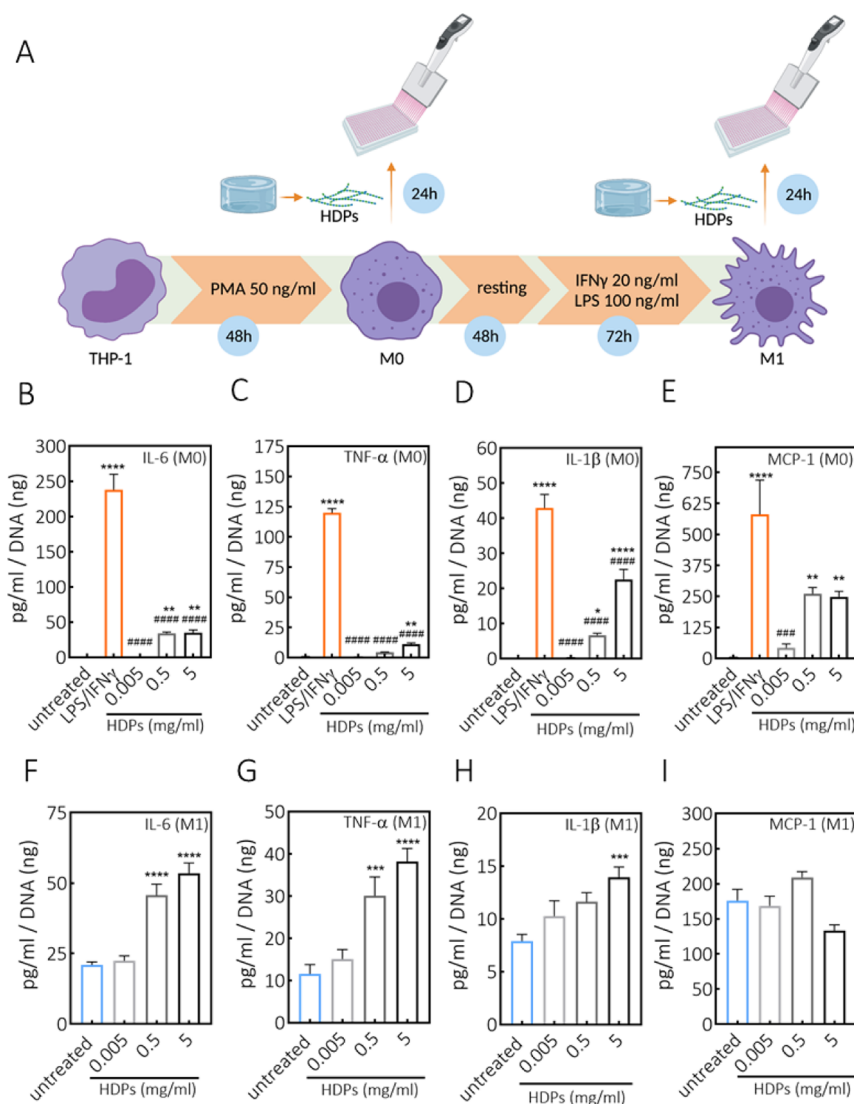 A
24h
24h
HDPs
HDPs
PMA 50 ng/ml
resting
IFNγ 20 ng/ml
LPS 100 ng/ml
48h
48h
72h
THP-1
M0
M1
B
IL-6 (M0)
pg/ml / DNA (ng)
300
250
200
150
100
50
0
****
####
**
####
**
####
untreated
LPS/IFNγ
0.005
0.5
5
HDPs (mg/ml)
C
TNF-α (M0)
pg/ml / DNA (ng)
175
150
125
100
75
50
25
0
****
####
####
**
####
untreated
LPS/IFNγ
0.005
0.5
5
HDPs (mg/ml)
D
IL-1β (M0)
pg/ml / DNA (ng)
60
50
40
30
20
10
0
****
####
*
####
****
####
untreated
LPS/IFNγ
0.005
0.5
5
HDPs (mg/ml)
E
MCP-1 (M0)
pg/ml / DNA (ng)
750
625
500
250
250
125
0
****
###
**
**
untreated
LPS/IFNγ
0.005
0.5
5
HDPs (mg/ml)
F
IL-6 (M1)
pg/ml / DNA (ng)
75
50
25
0
****
****
untreated
0.005
0.5
5
HDPs (mg/ml)
G
TNF-α (M1)
pg/ml / DNA (ng)
50
40
30
20
10
0
***
****
untreated
0.005
0.5
5
HDPs (mg/ml)
H
IL-1β (M1)
pg/ml / DNA (ng)
20
15
10
5
0
***
untreated
0.005
0.5
5
HDPs (mg/ml)
I
MCP-1 (M1)
pg/ml / DNA (ng)
300
250
200
150
100
50
0
untreated
0.005
0.5
5
HDPs (mg/ml)